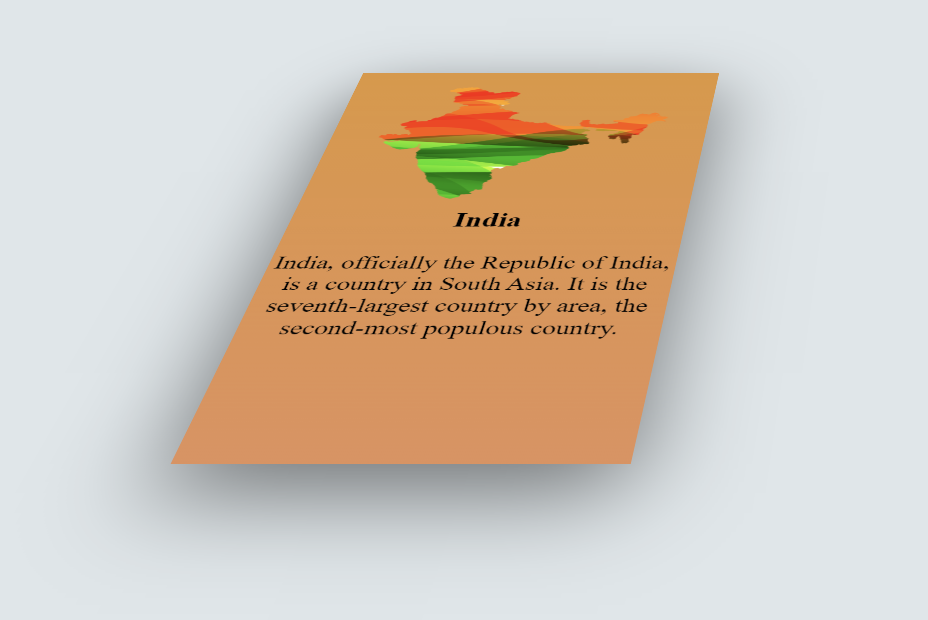 India
India, officially the Republic of India,
is a country in South Asia. It is the
seventh-largest country by area, the
second-most populous country.